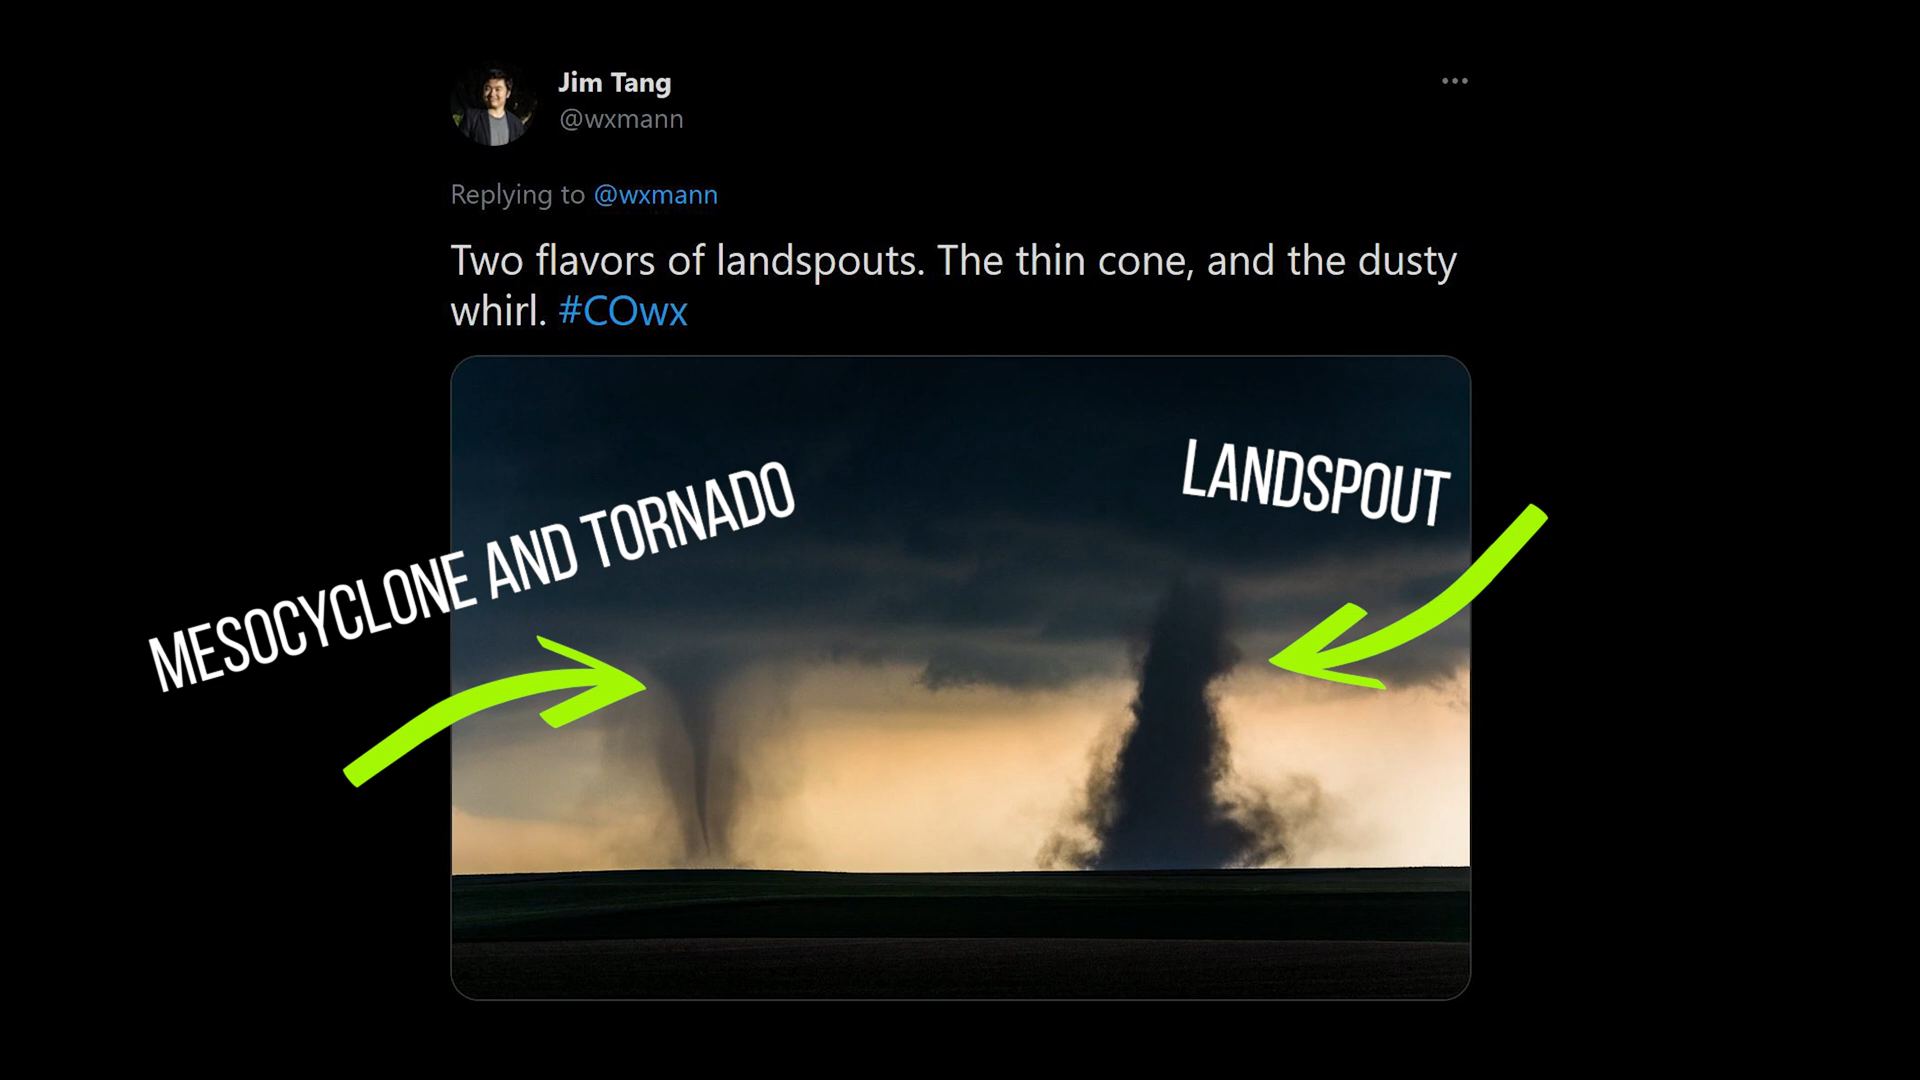 Jim Tang
@wxmann
Replying to @wxmann
Two flavors of landspouts. The thin cone, and the dusty
whirl. #COwx
LANDSPOUT
MESOCYCLONE AND TORNADO